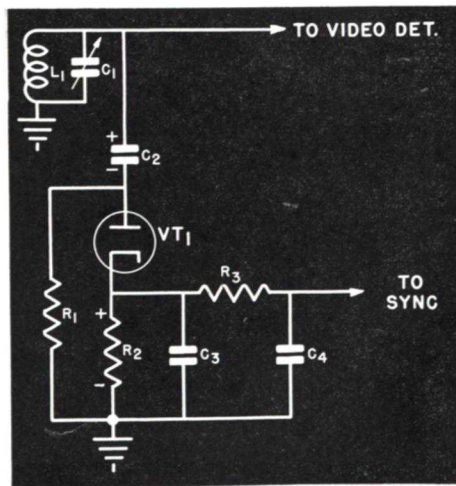 TO VIDEO DET.
L1
C1
+
C2
-
VT1
R3
TO
SYNC
R1
+
R2
-
C3
C4